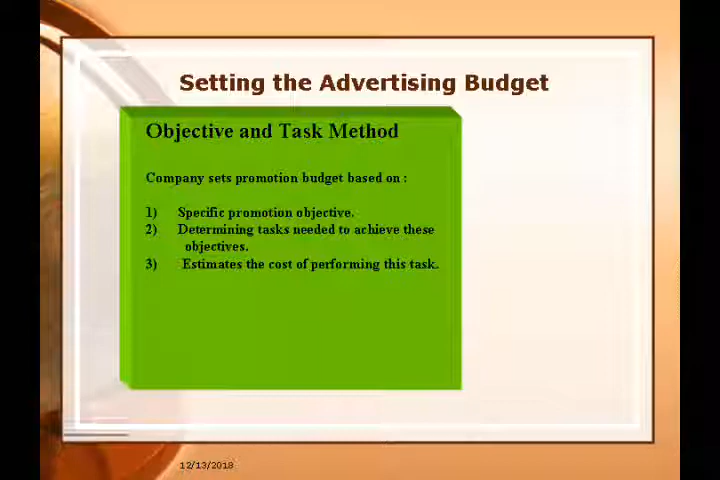 Setting the Advertising Budget
Objective and Task Method
Company sets promotion budget based on :
1) Specific promotion objective.
2) Determining tasks needed to achieve these
objectives.
3) Estimates the cost of performing this task.
12/13/2018